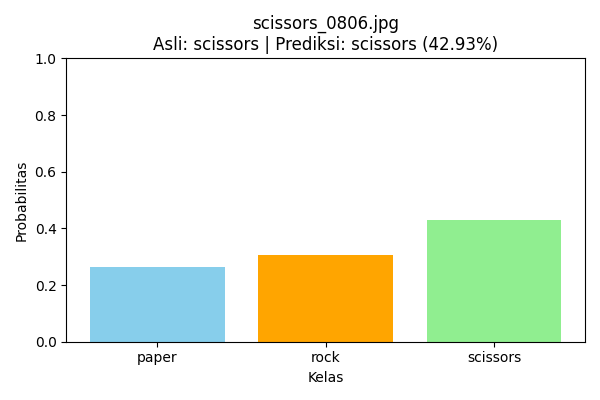 scissors_0806.jpg
Asli: scissors | Prediksi: scissors (42.93%)
1.0
0.8
0.6
0.4
0.2
0.0
Probabilitas
paper rock scissors
Kelas